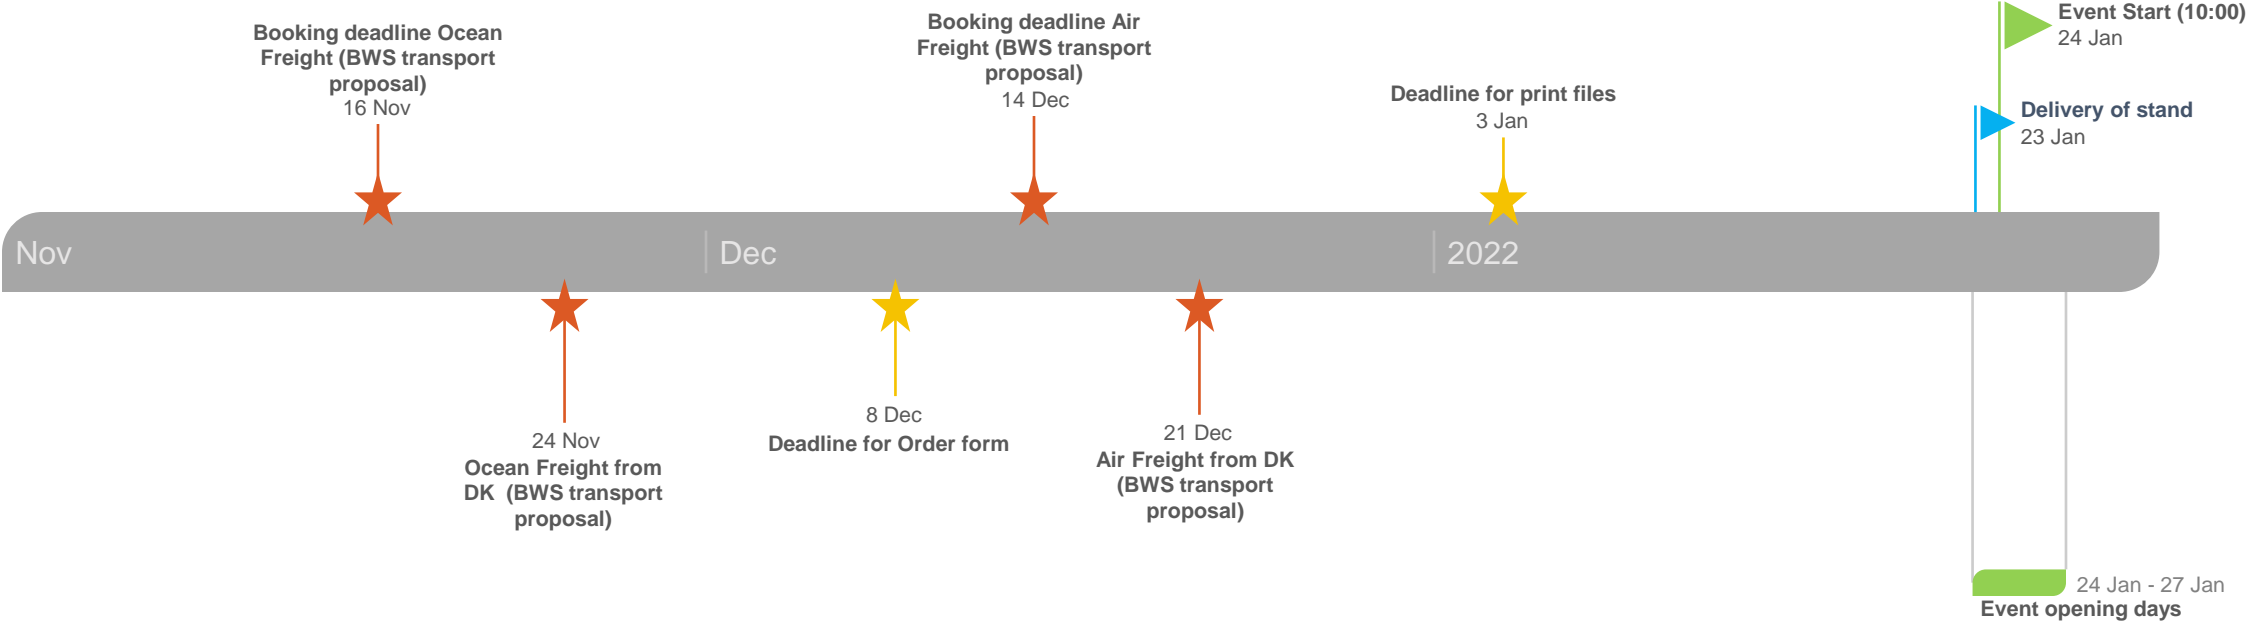 Booking deadline Ocean
Freight (BWS transport
proposal)
16 Nov
Booking deadline Air
Freight (BWS transport
proposal)
14 Dec
Deadline for print files
3 Jan
Event Start (10:00)
24 Jan
Delivery of stand
23 Jan
Nov
Dec
2022
24 Nov
Ocean Freight from
DK  (BWS transport
proposal)
8 Dec
Deadline for Order form
21 Dec
Air Freight from DK
(BWS transport
proposal)
24 Jan - 27 Jan
Event opening days